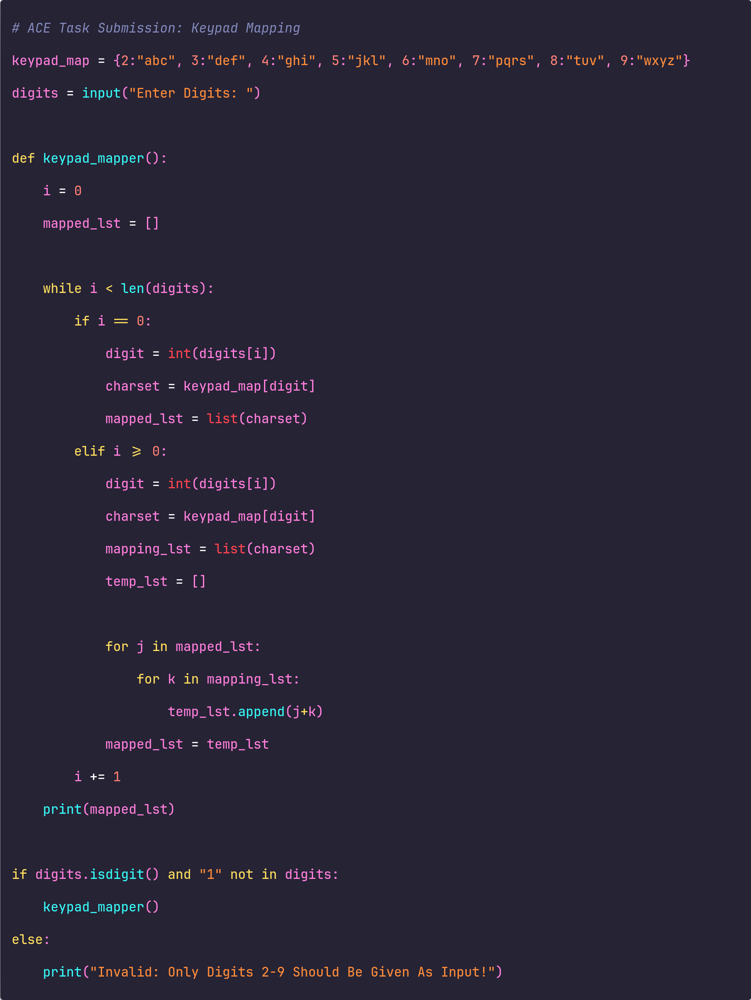 # ACE Task Submission: Keypad Mapping
keypad_map = {2:"abc", 3:"def", 4:"ghi", 5:"jkl", 6:"mno", 7:"pqrs", 8:"tuv", 9:"wxyz"}
digits = input("Enter Digits: ")

def keypad_mapper():
    i = 0
    mapped_lst = []

    while i < len(digits):
        if i == 0:
            digit = int(digits[i])
            charset = keypad_map[digit]
            mapped_lst = list(charset)
        elif i >= 0:
            digit = int(digits[i])
            charset = keypad_map[digit]
            mapping_lst = list(charset)
            temp_lst = []

            for j in mapped_lst:
                for k in mapping_lst:
                    temp_lst.append(j+k)
            mapped_lst = temp_lst
        i += 1
    print(mapped_lst)

if digits.isdigit() and "1" not in digits:
    keypad_mapper()
else:
    print("Invalid: Only Digits 2-9 Should Be Given As Input!")